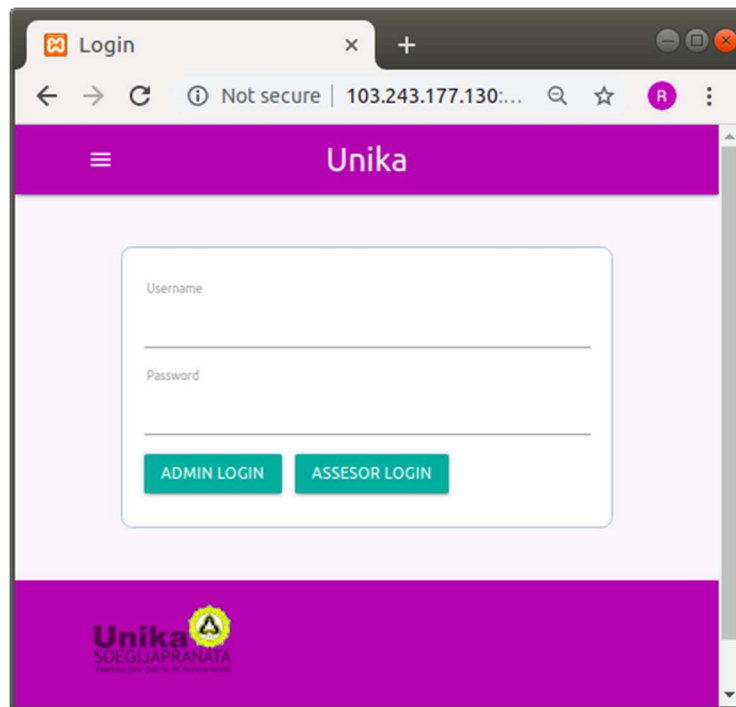 Login
Not secure | 103.243.177.130:...
R
Unika
Username
Password
ADMIN LOGIN
ASSESOR LOGIN
Unika
SOEGIJAPRANATA